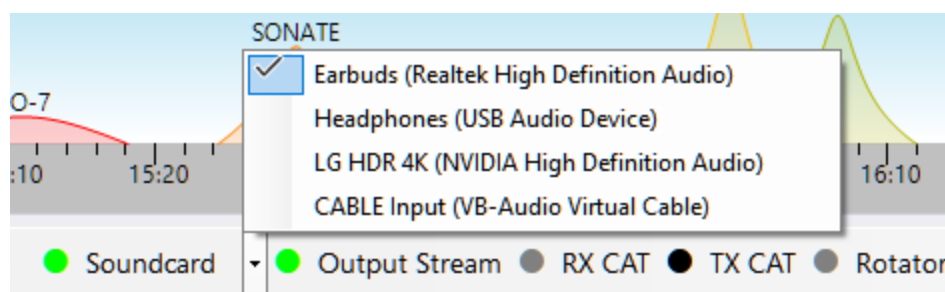 SONATE
Earbuds (Realtek High Definition Audio)
O-7
Headphones (USB Audio Device)
LG HDR 4K (NVIDIA High Definition Audio)
:10 15:20 16:10
CABLE Input (VB-Audio Virtual Cable)
Soundcard Output Stream RX CAT TX CAT Rotator